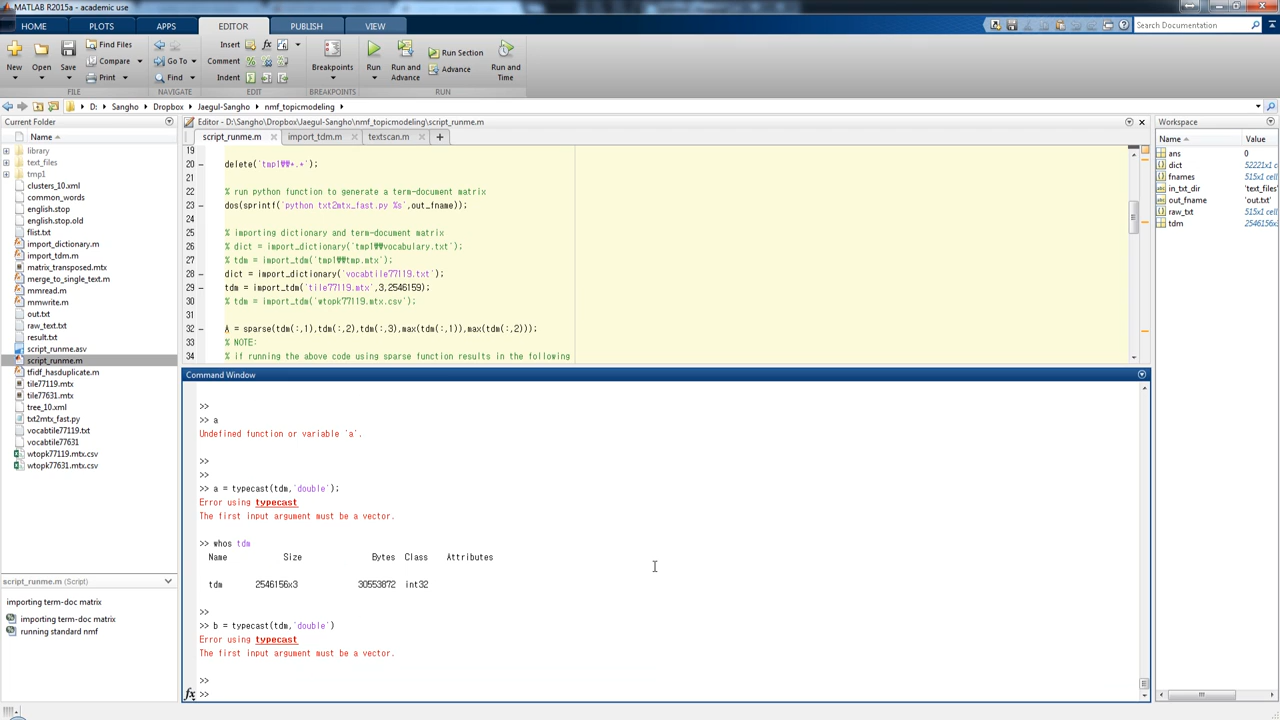 MATLAB R2015a - academic use
HOME PLOTS APPS EDITOR PUBLISH VIEW
Search Documentation
New Open Save Find Files Compare Print
Go To Find
Insert fx Comment % Indent
Breakpoints
Run Run and Advance Run Section Advance Run and Time
FILE NAVIGATE EDIT BREAKPOINTS RUN
D: Sangho Dropbox Jaegul-Sangho nmf_topicmodeling
Current Folder
Name
library
text_files
tmp1
clusters_10.xml
common_words
english.stop
english.stop.old
flist.txt
import_dictionary.m
import_tdm.m
matrix_transposed.mtx
merge_to_single_text.m
mmread.m
mmwrite.m
out.txt
raw_text.txt
result.txt
script_runme.asv
script_runme.m
tfidf_hasduplicate.m
tile77119.mtx
tile77631.mtx
tree_10.xml
txt2mtx_fast.py
vocabtile77119.txt
vocabtile77631
wtopk77119.mtx.csv
wtopk77631.mtx.csv
script_runme.m (Script)
importing term-doc matrix
importing term-doc matrix
running standard nmf
Editor - D:\Sangho\Dropbox\Jaegul-Sangho\nmf_topicmodeling\script_runme.m
script_runme.m import_tdm.m textscan.m
19
20 delete('tmp1₩₩*.*');
21
22 % run python function to generate a term-document matrix
23 dos(sprintf('python txt2mtx_fast.py %s',out_fname));
24
25 % importing dictionary and term-document matrix
26 % dict = import_dictionary('tmp1₩₩vocabulary.txt');
27 % tdm = import_tdm('tmp1₩₩tmp.mtx');
28 dict = import_dictionary('vocabtile77119.txt');
29 tdm = import_tdm('tile77119.mtx',3,2546159);
30 % tdm = import_tdm('wtopk77119.mtx.csv');
31
32 A = sparse(tdm(:,1),tdm(:,2),tdm(:,3),max(tdm(:,1)),max(tdm(:,2)));
33 % NOTE:
34 % if running the above code using sparse function results in the following
Command Window
>>
>> a
Undefined function or variable 'a'.
>>
>>
>> a = typecast(tdm,'double');
Error using typecast
The first input argument must be a vector.
>> whos tdm
Name Size Bytes Class Attributes
tdm 2546156x3 30553872 int32
>>
>> b = typecast(tdm,'double')
Error using typecast
The first input argument must be a vector.
>>
fx >>
Workspace
Name Value
ans 0
dict 52221x1 c
fnames 515x1 cell
in_txt_dir 'text_files'
out_fname 'out.txt'
raw_txt 515x1 cell
tdm 2546156x